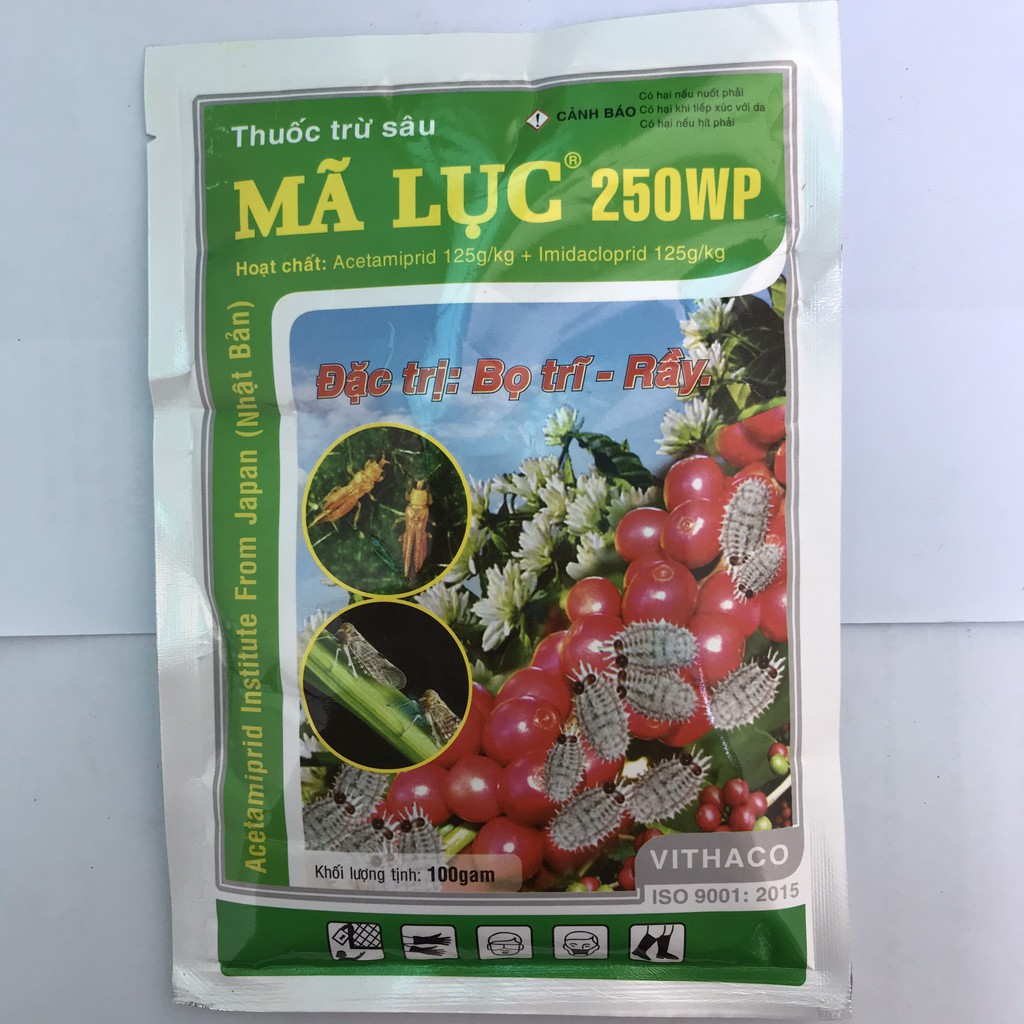 Thuốc trừ sâu
CẢNH BÁO
Có hại nếu nuốt phải
Có hại khi tiếp xúc với da
Có hại nếu hít phải
MÃ LỤC® 250WP
Hoạt chất: Acetamiprid 125g/kg + Imidacloprid 125g/kg
Acetamiprid Institute From Japan (Nhật Bản)
Đặc trị: Bọ trĩ - Rầy.
Khối lượng tịnh: 100gam
VITHACO
ISO 9001: 2015